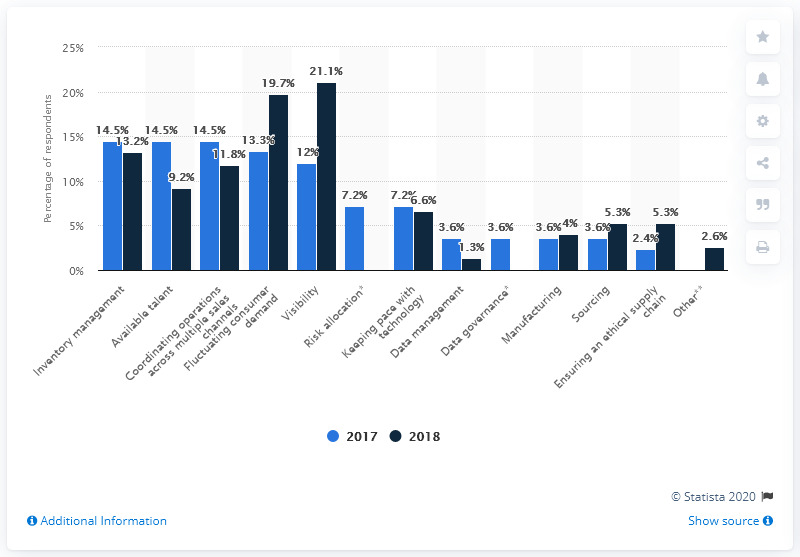 25%
20%
15%
10%
5%
0%
Percentage of respondents
14.5%
13.2%
14.5%
9.2%
14.5%
11.8%
13.3%
19.7%
12%
21.1%
7.2%
7.2%
6.6%
3.6%
1.3%
3.6%
3.6%
4%
3.6%
5.3%
2.4%
5.3%
2.6%
Inventory management
Available talent
Coordinating operations
across multiple sales
channels
Fluctuating consumer
demand
Visibility
Risk allocation*
Keeping pace with
technology
Data management
Data governance*
Manufacturing
Sourcing
Ensuring an ethical supply
chain
Other**
2017
2018
© Statista 2020
Additional Information
Show source